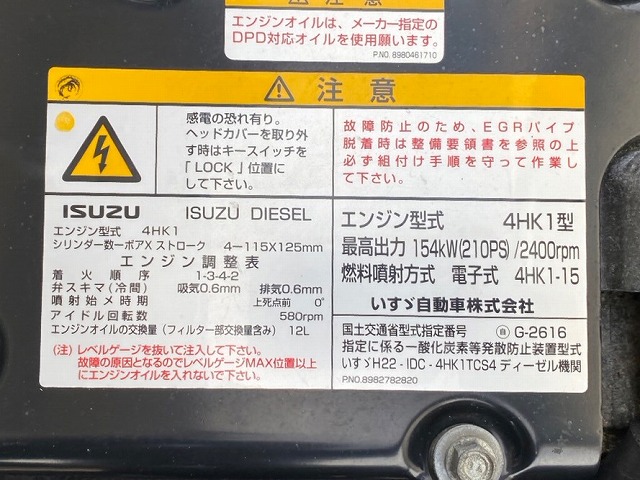 エンジンオイルは、メーカー指定の
DPD対応オイルを使用願います。
P.NO. 8980461710
注意
感電の恐れ有り。
ヘッドカバーを取り外
す時はキースイッチを
「LOCK」位置に
して下さい。
故障防止のため、EGRパイプ
脱着時は整備要領書を参照の上
必ず組付け手順を守って作業し
て下さい。
ISUZU ISUZU DIESEL
エンジン型式 4HK1
シリンダ数ーボアXストローク 4ー115X125mm
エンジン調整表
着火順序 1-3-4-2
弁スキマ(冷間) 吸気0.6mm 排気0.6mm
噴射始メ時期 上死点前 0°
アイドル回転数 580rpm
エンジンオイルの交換量(フィルター部交換量含み) 12L
(注)レベルゲージを抜いて注入して下さい。
故障の原因となるのでレベルゲージMAX位置以上
にエンジンオイルを入れないで下さい。
エンジン型式 4HK1型
最高出力 154kW(210PS)/2400rpm
燃料噴射方式 電子式 4HK1-15
いすゞ自動車株式会社
国土交通省型式指定番号 自 G-2616
指定に係る一酸化炭素等発散防止装置型式
いすゞH22-IDC-4HK1TCS4 ディーゼル機関
P.NO. 8982782820